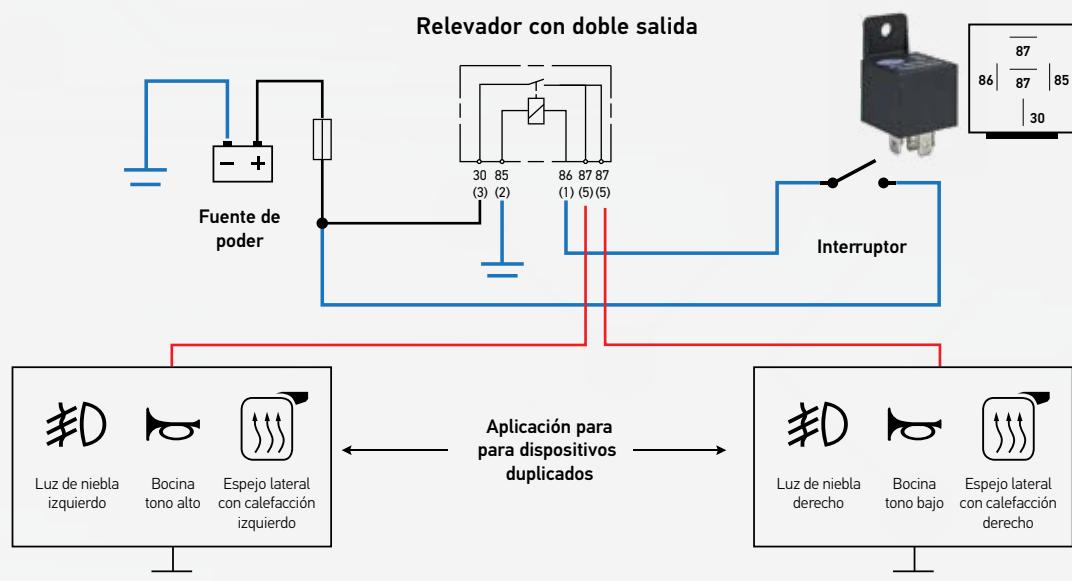 Relevador con doble salida
87
86 87 85
30
- +
Fuente de
poder
30 85 86 87 87
(3) (2) (1) (5) (5)
Interruptor
Aplicación para
para dispositivos
duplicados
Luz de niebla
izquierdo
Bocina
tono alto
Espejo lateral
con calefacción
izquierdo
Luz de niebla
derecho
Bocina
tono bajo
Espejo lateral
con calefacción
derecho